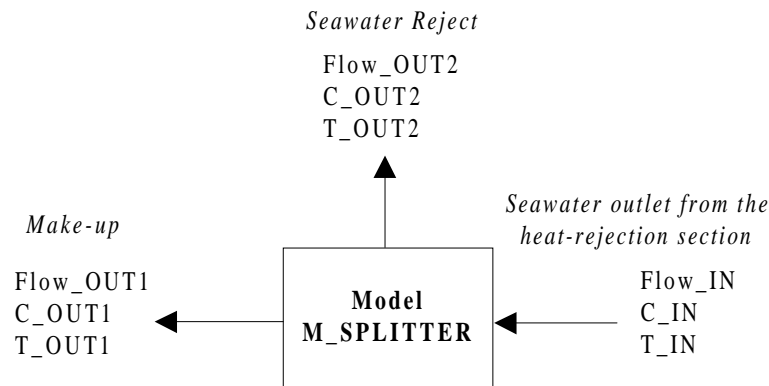 Seawater Reject
Flow_OUT2
C_OUT2
T_OUT2
Make-up
Flow_OUT1
C_OUT1
T_OUT1
Model
M_SPLITTER
Seawater outlet from the
heat-rejection section
Flow_IN
C_IN
T_IN